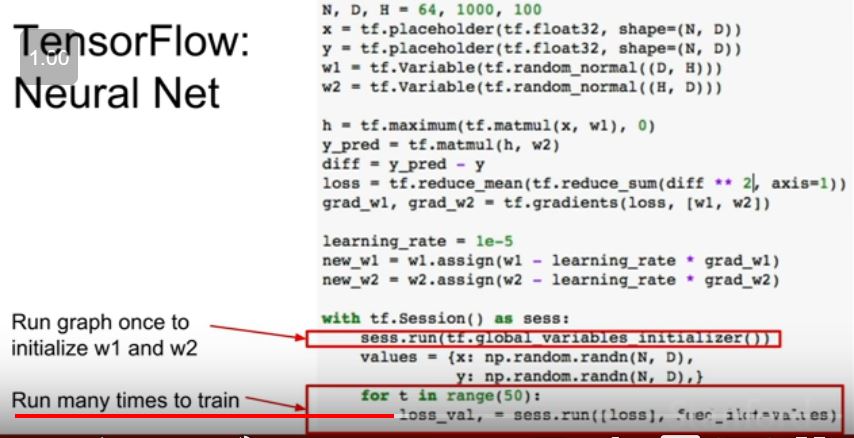 TensorFlow:
1.00
Neural Net
N, D, H = 64, 1000, 100
x = tf.placeholder(tf.float32, shape=(N, D))
y = tf.placeholder(tf.float32, shape=(N, D))
w1 = tf.Variable(tf.random_normal((D, H)))
w2 = tf.Variable(tf.random_normal((H, D)))
h = tf.maximum(tf.matmul(x, w1), 0)
y_pred = tf.matmul(h, w2)
diff = y_pred - y
loss = tf.reduce_mean(tf.reduce_sum(diff ** 2, axis=1))
grad_w1, grad_w2 = tf.gradients(loss, [w1, w2])
learning_rate = 1e-5
new_w1 = w1.assign(w1 - learning_rate * grad_w1)
new_w2 = w2.assign(w2 - learning_rate * grad_w2)
with tf.Session() as sess:
sess.run(tf.global_variables_initializer())
values = {x: np.random.randn(N, D),
y: np.random.randn(N, D),}
for t in range(50):
loss_val, = sess.run([loss], feed_dict=values)
Run graph once to
initialize w1 and w2
Run many times to train